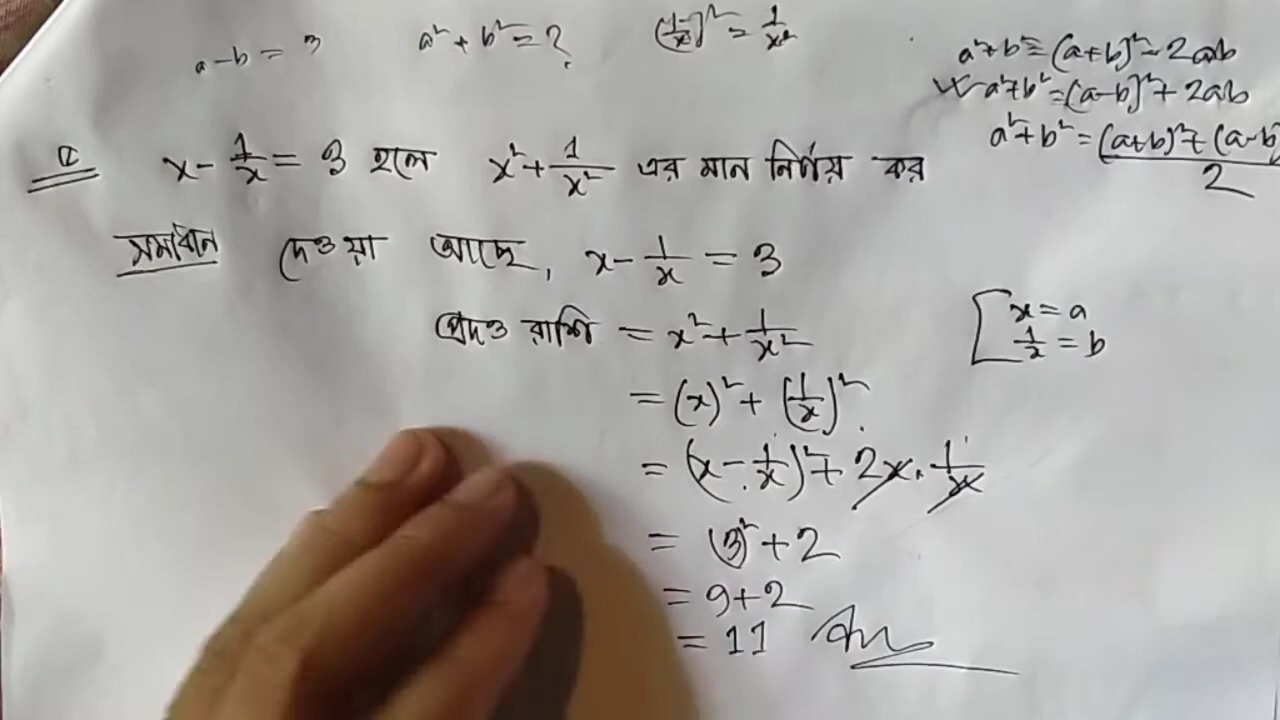 a-b = 3    a²+b²=?    (1/x)² = 1/x²
a²+b²=(a+b)²-2ab
a²+b²=(a-b)²+2ab
a²+b² = (a+b)²+(a-b)/2
x - 1/x = 3 হলে x²+1/x² এর মান নির্ণয় কর
সমাধান দেওয়া আছে, x - 1/x = 3
প্রদত্ত রাশি = x²+1/x²
[x = a
1/x = b
= (x)² + (1/x)²
= (x - 1/x)² + 2x · 1/x
= (3)² + 2
= 9+2
= 11 Ans